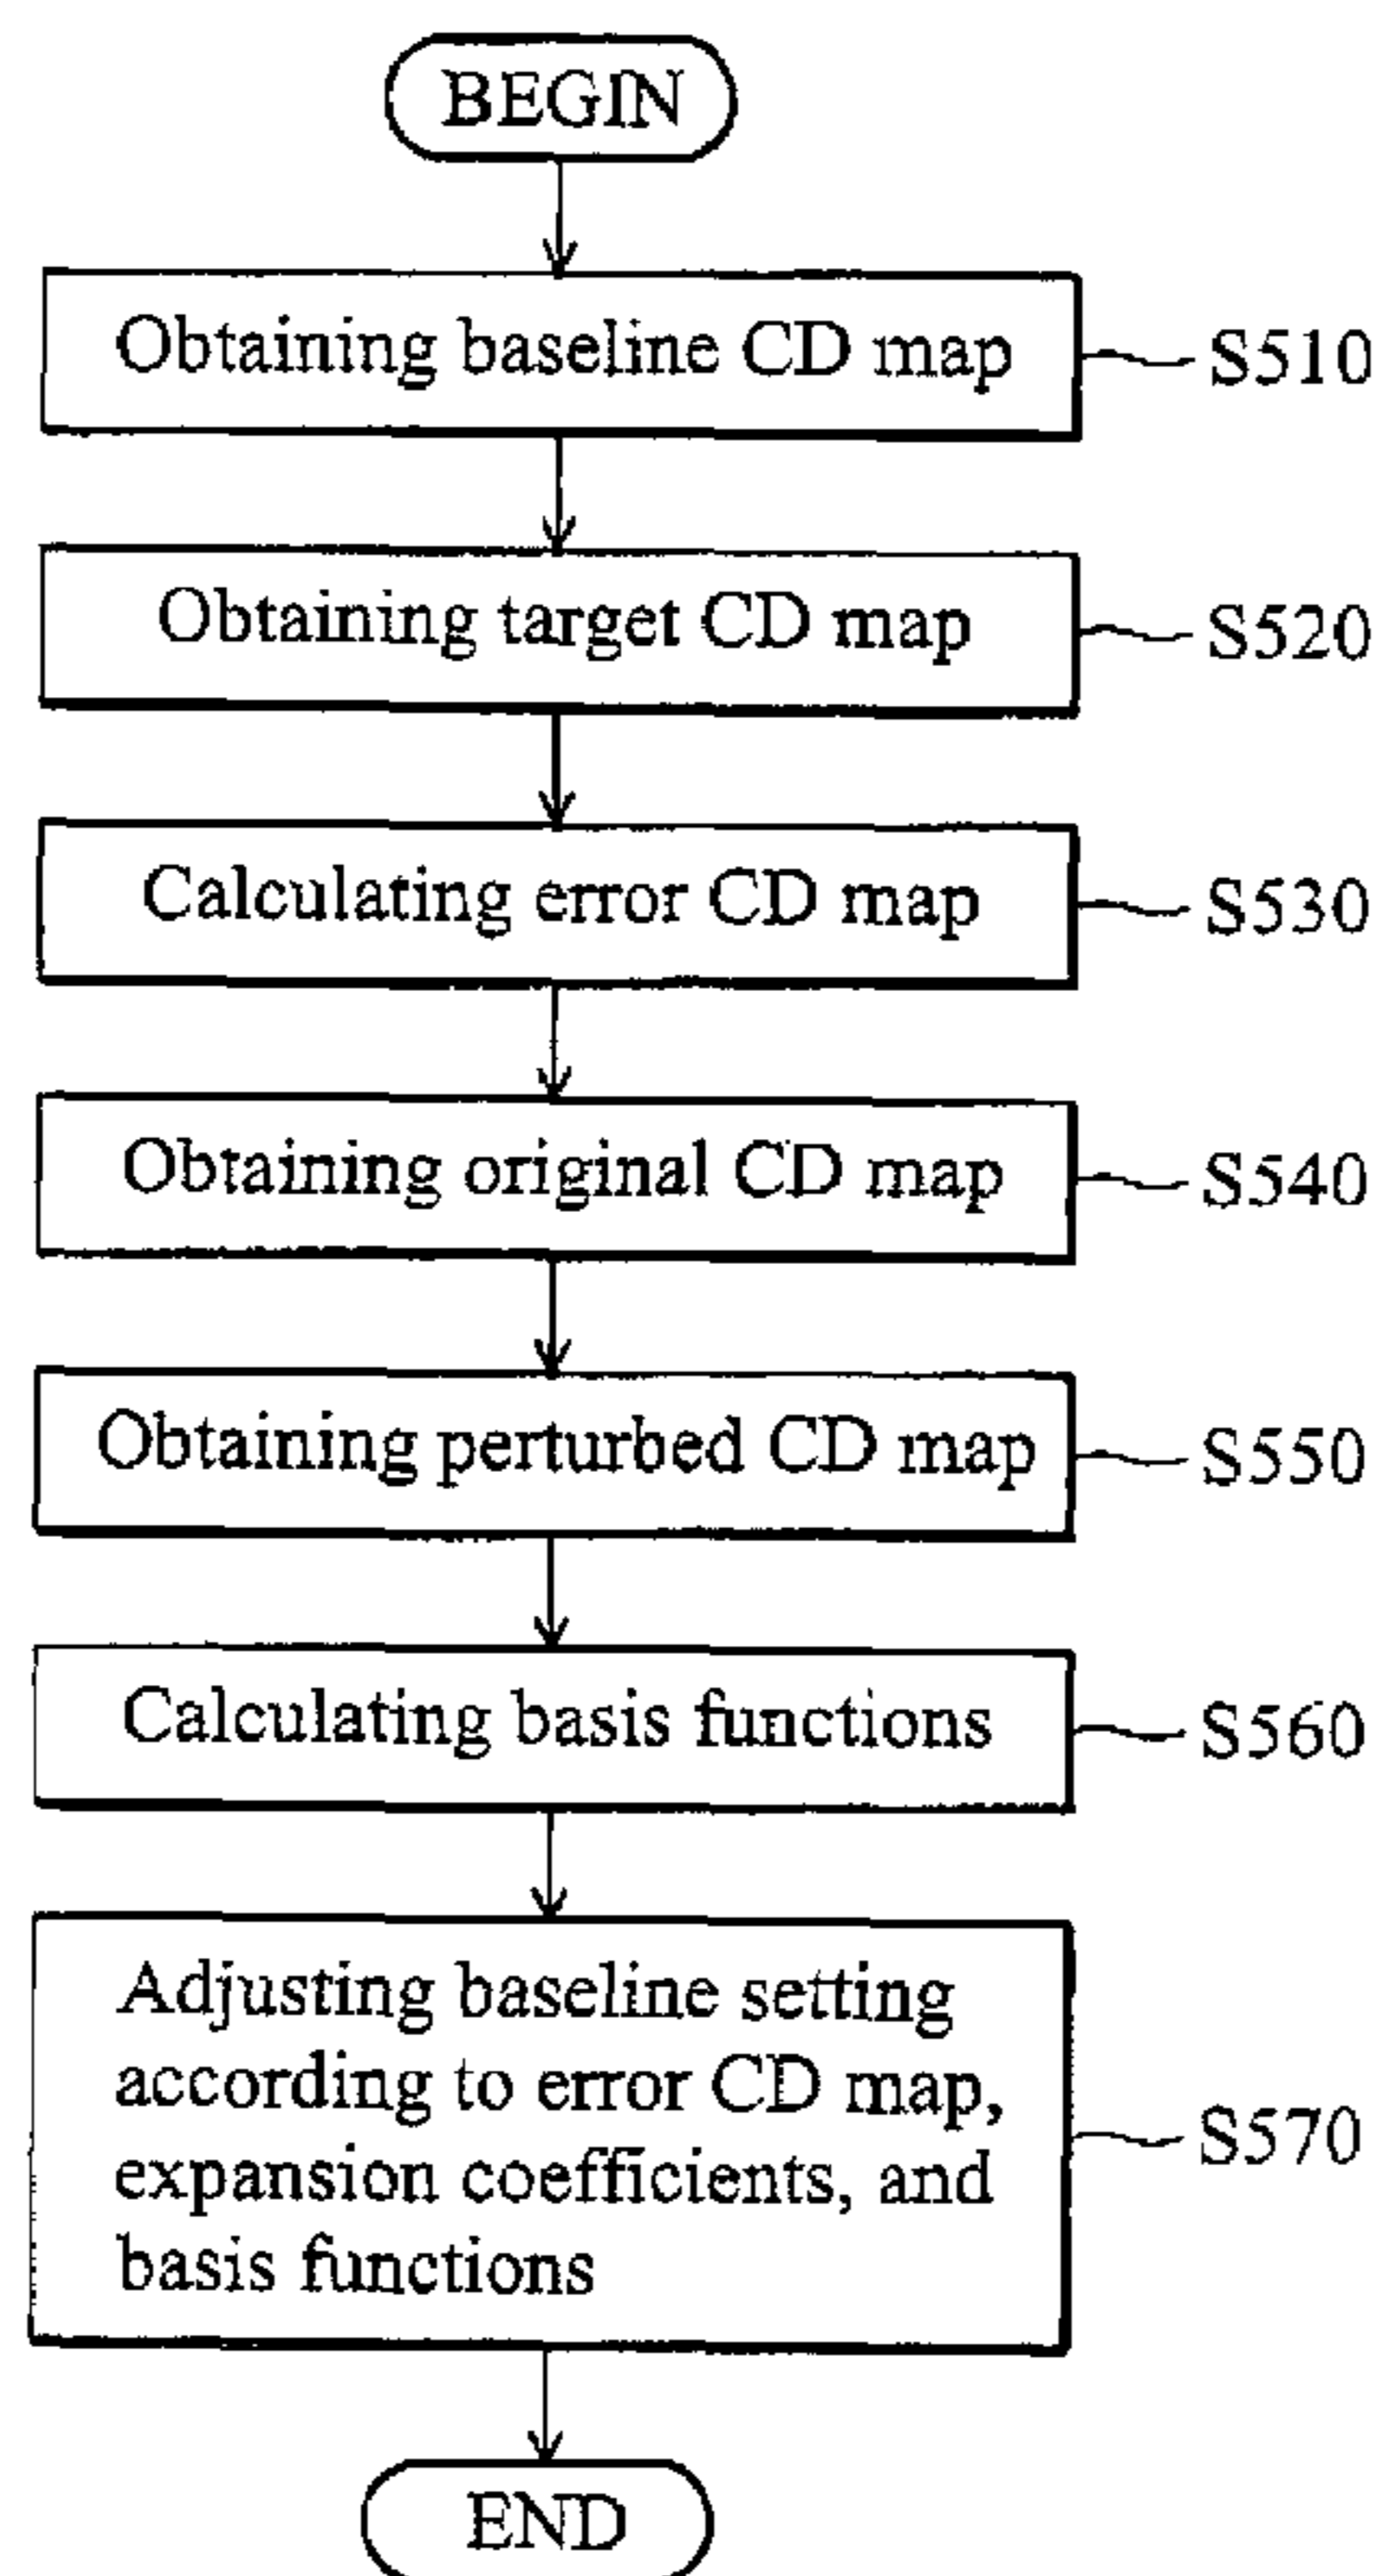 BEGIN
Obtaining baseline CD map
S510
Obtaining target CD map
S520
Calculating error CD map
S530
Obtaining original CD map
S540
Obtaining perturbed CD map
S550
Calculating basis functions
S560
Adjusting baseline setting
according to error CD map,
expansion coefficients, and
basis functions
S570
END